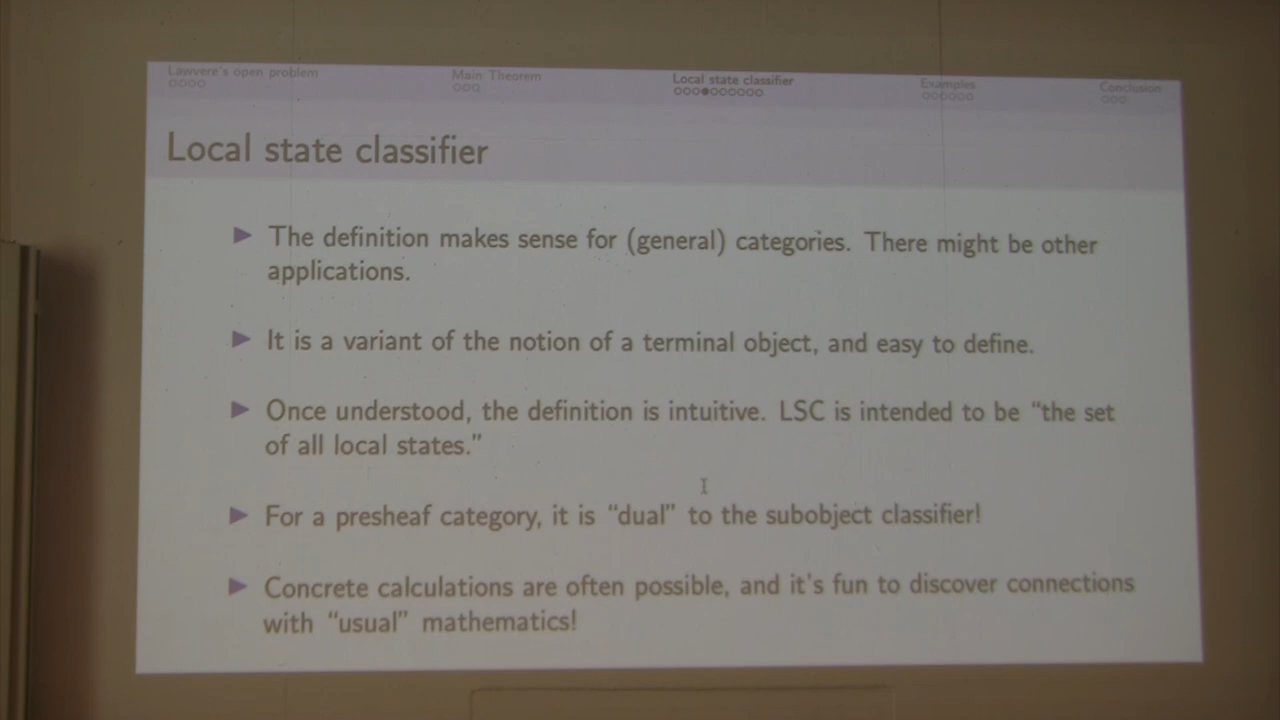 Lawvere's open problem Main Theorem Local state classifier Examples Conclusion
Local state classifier
▶ The definition makes sense for (general) categories. There might be other
applications.
▶ It is a variant of the notion of a terminal object, and easy to define.
▶ Once understood, the definition is intuitive. LSC is intended to be “the set
of all local states.”
▶ For a presheaf category, it is “dual” to the subobject classifier!
▶ Concrete calculations are often possible, and it's fun to discover connections
with “usual” mathematics!